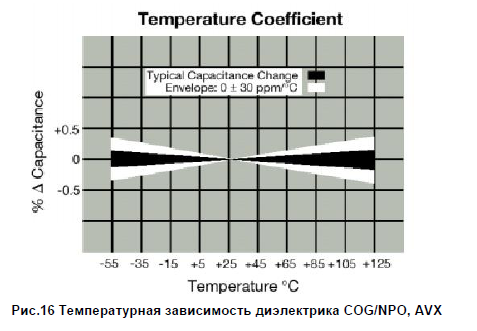 Temperature Coefficient
Typical Capacitance Change
Envelope: 0 ± 30 ppm/°C
% Δ Capacitance
+0.5
0
-0.5
-55 -35 -15 +5 +25 +45 +65 +85 +105 +125
Temperature °C
Рис.16 Температурная зависимость диэлектрика COG/NPO, AVX